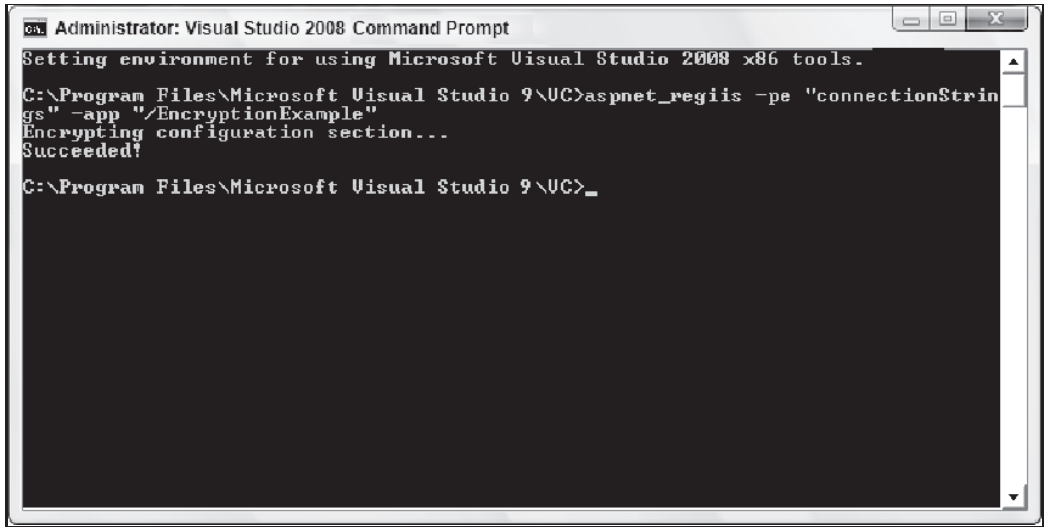 Administrator: Visual Studio 2008 Command Prompt
Setting environment for using Microsoft Visual Studio 2008 x86 tools.
C:\Program Files\Microsoft Visual Studio 9\VC>aspnet_regiis -pe "connectionStrin
gs" -app "/EncryptionExample"
Encrypting configuration section...
Succeeded!
C:\Program Files\Microsoft Visual Studio 9\VC>_